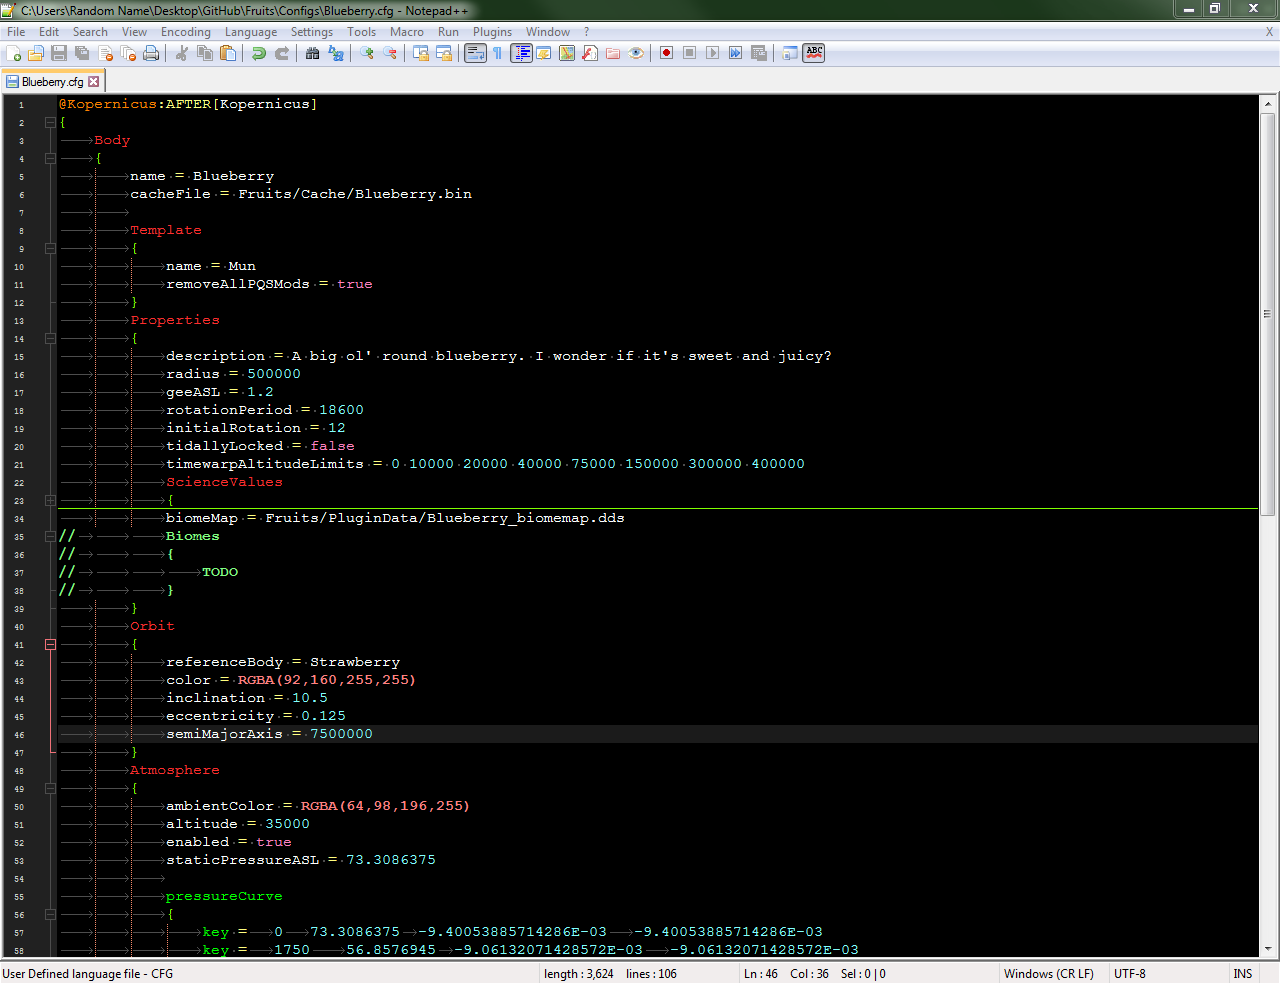 C:\Users\Random Name\Desktop\GitHub\Fruits\Configs\Blueberry.cfg - Notepad++
File Edit Search View Encoding Language Settings Tools Macro Run Plugins Window ? X
Blueberry.cfg
1 @Kopernicus:AFTER[Kopernicus]
2 {
3 Body
4 {
5 name = Blueberry
6 cacheFile = Fruits/Cache/Blueberry.bin
7
8 Template
9 {
10 name = Mun
11 removeAllPQSMods = true
12 }
13 Properties
14 {
15 description = A big ol' round blueberry. I wonder if it's sweet and juicy?
16 radius = 500000
17 geeASL = 1.2
18 rotationPeriod = 18600
19 initialRotation = 12
20 tidallyLocked = false
21 timewarpAltitudeLimits = 0 10000 20000 40000 75000 150000 300000 400000
22 ScienceValues
23 {
34 biomeMap = Fruits/PluginData/Blueberry_biomemap.dds
35 // Biomes
36 // {
37 // TODO
38 // }
39 }
40 Orbit
41 {
42 referenceBody = Strawberry
43 color = RGBA(92,160,255,255)
44 inclination = 10.5
45 eccentricity = 0.125
46 semiMajorAxis = 7500000
47 }
48 Atmosphere
49 {
50 ambientColor = RGBA(64,98,196,255)
51 altitude = 35000
52 enabled = true
53 staticPressureASL = 73.3086375
54
55 pressureCurve
56 {
57 key = 0 73.3086375 -9.40053885714286E-03 -9.40053885714286E-03
58 key = 1750 56.8576945 -9.06132071428572E-03 -9.06132071428572E-03
User Defined language file - CFG length : 3,624 lines : 106 Ln : 46 Col : 36 Sel : 0 | 0 Windows (CR LF) UTF-8 INS